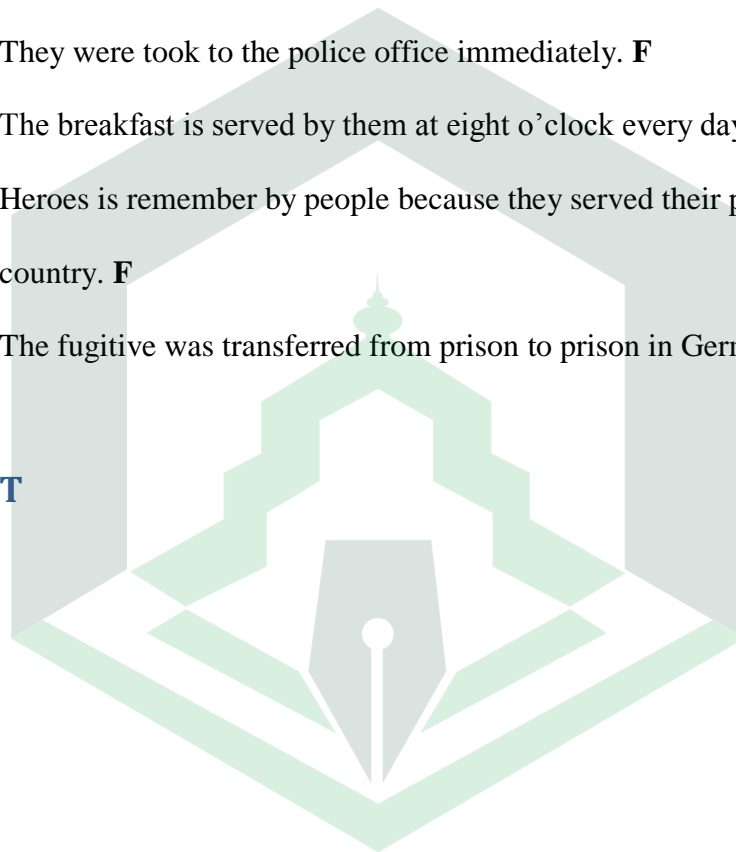 They were took to the police office immediately. F
The breakfast is served by them at eight o’clock every day
Heroes is remember by people because they served their
country. F
The fugitive was transferred from prison to prison in
T